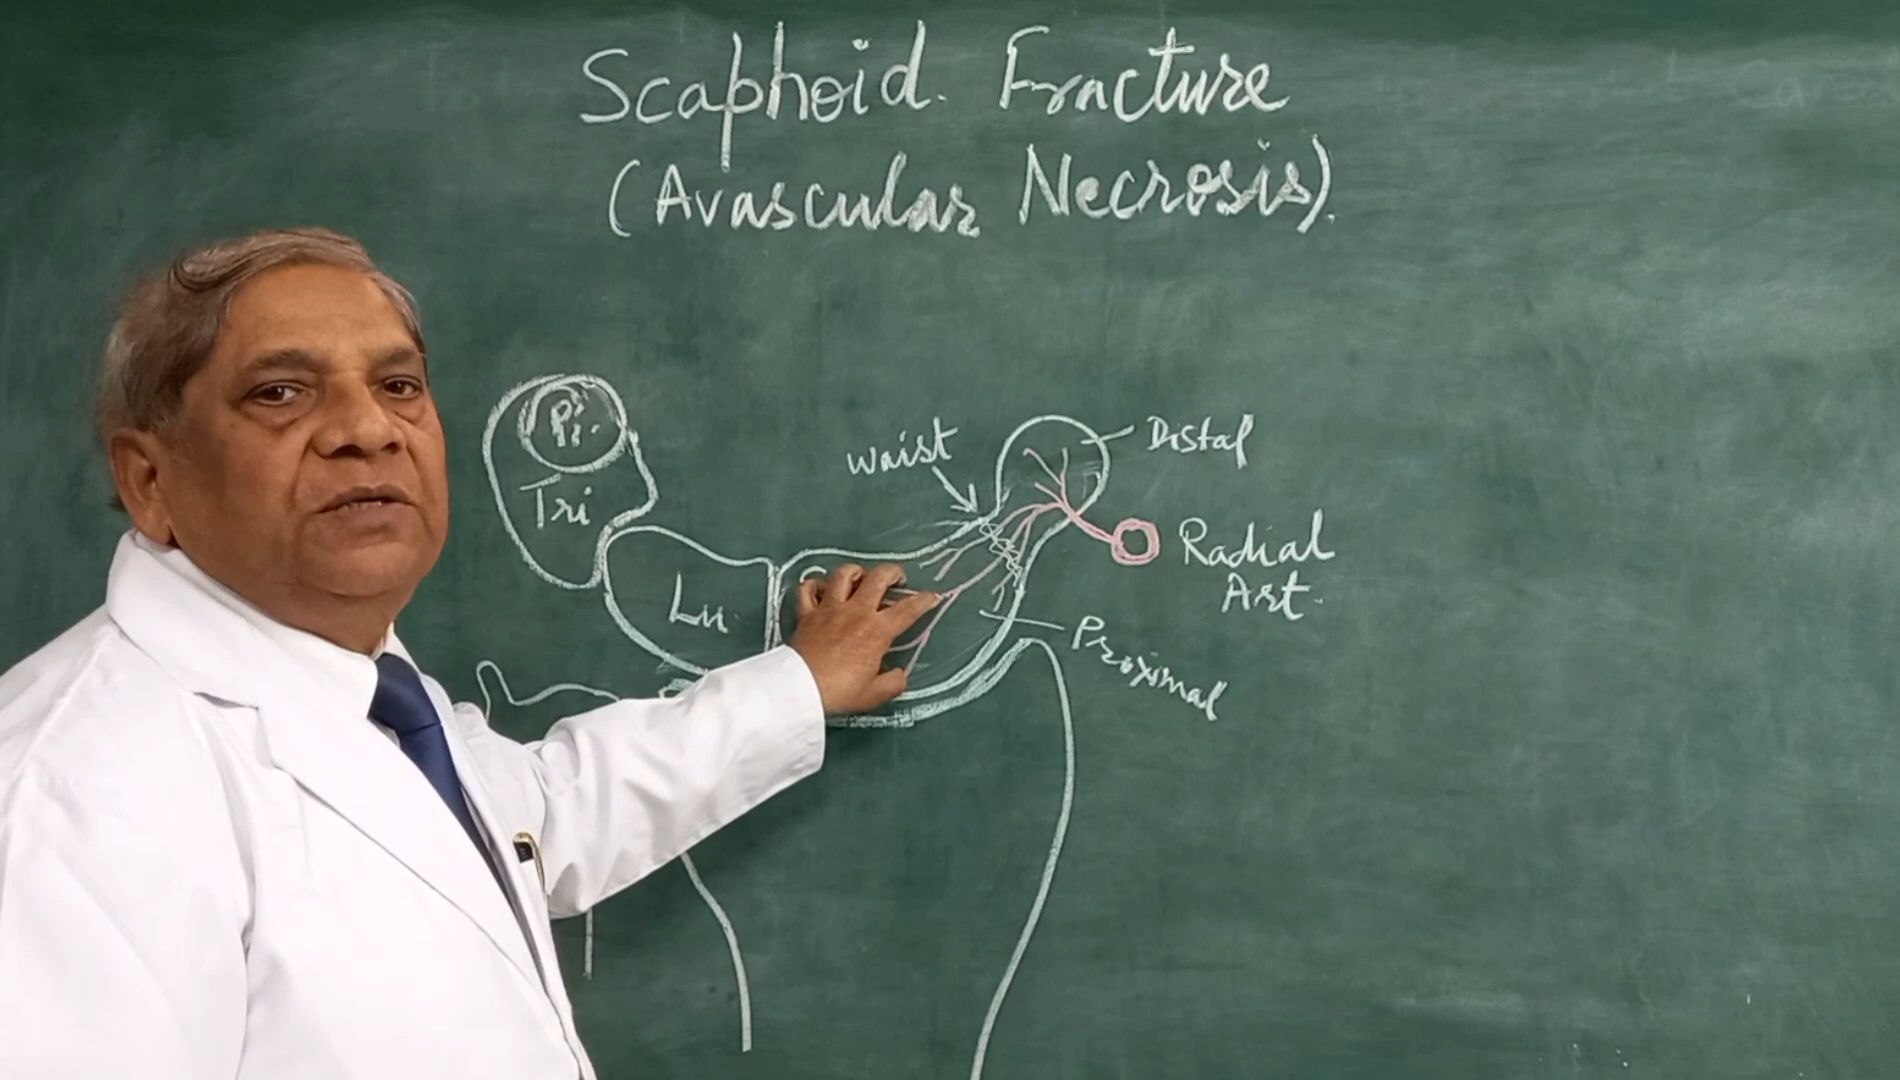 Scaphoid. Fracture
(Avascular Necrosis).
Pi.
Tri
Waist
Distal
Lu.
Radial
Art.
Proximal